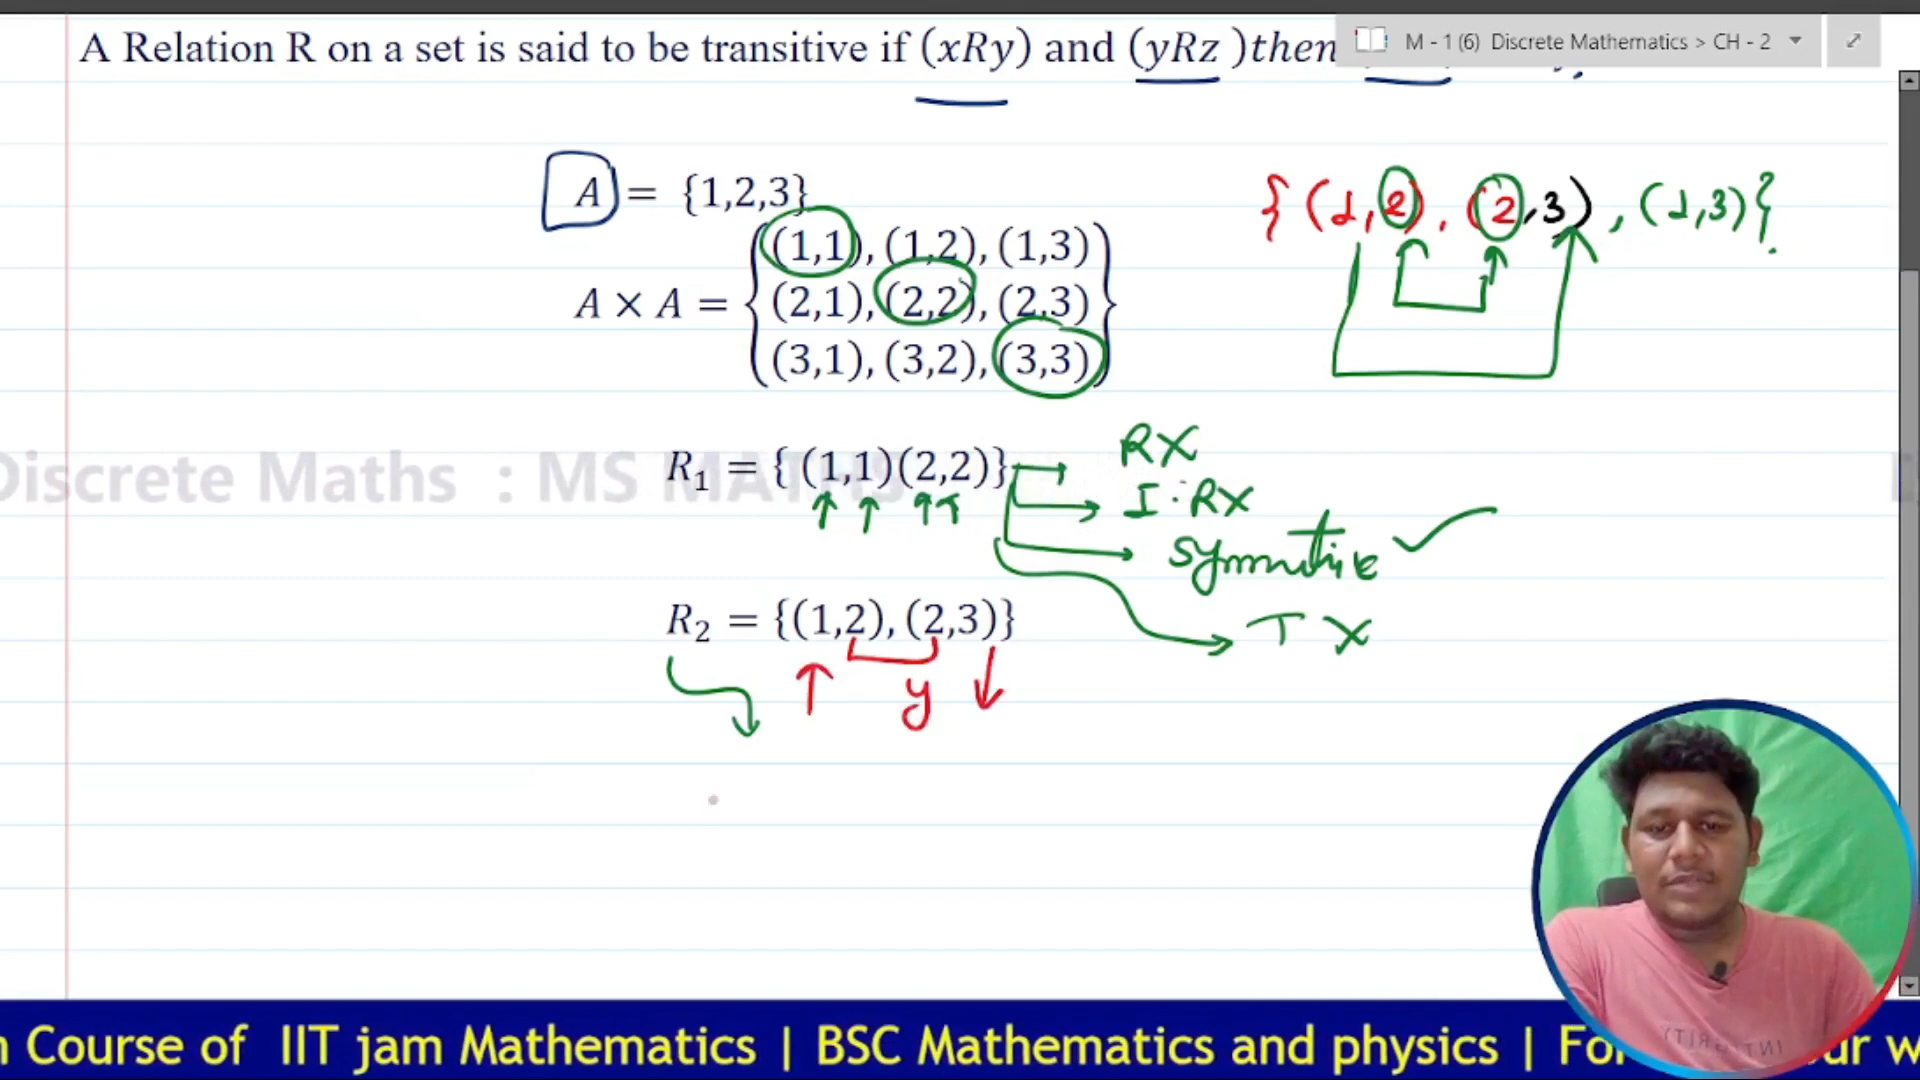 A Relation R on a set is said to be transitive if (xRy) and (yRz )then
M - 1 (6) Discrete Mathematics > CH - 2
A = {1,2,3}
{(1,2), (2,3), (1,3)}
A × A = {(1,1), (1,2), (1,3)
(2,1), (2,2), (2,3)
(3,1), (3,2), (3,3)}
Discrete Maths : MS MATHS
R₁ = { (1,1)(2,2)}
R X
I.RX
symmtric ✓
T X
R₂ = {(1,2), (2,3)}
y
Course of IIT jam Mathematics | BSC Mathematics and physics |